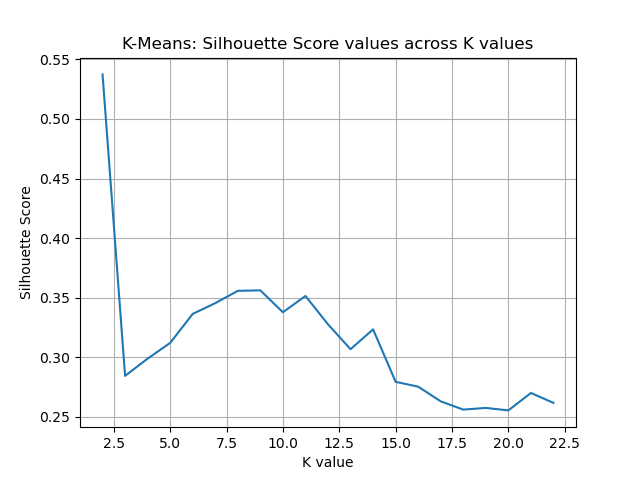 K-Means: Silhouette Score values across K values
0.55
0.50
0.45
0.40
0.35
0.30
0.25
Silhouette Score
2.5 5.0 7.5 10.0 12.5 15.0 17.5 20.0 22.5
K value